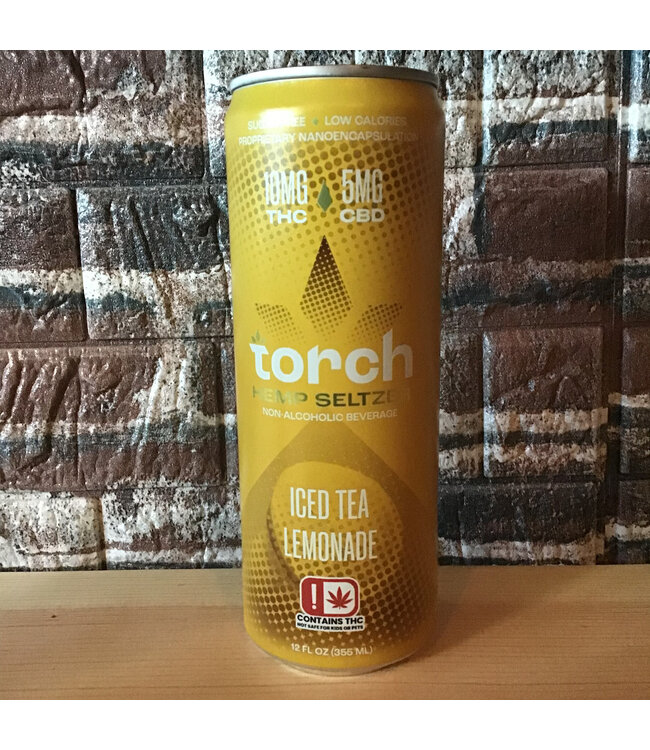 SUGAR FREE + LOW CALORIES
PROPRIETARY NANOENCAPSULATION
10MG THC 5MG CBD
torch
HEMP SELTZER
NON-ALCOHOLIC BEVERAGE
ICED TEA
LEMONADE
!
CONTAINS THC
NOT SAFE FOR KIDS OR PETS
12 FL OZ (355 ML)